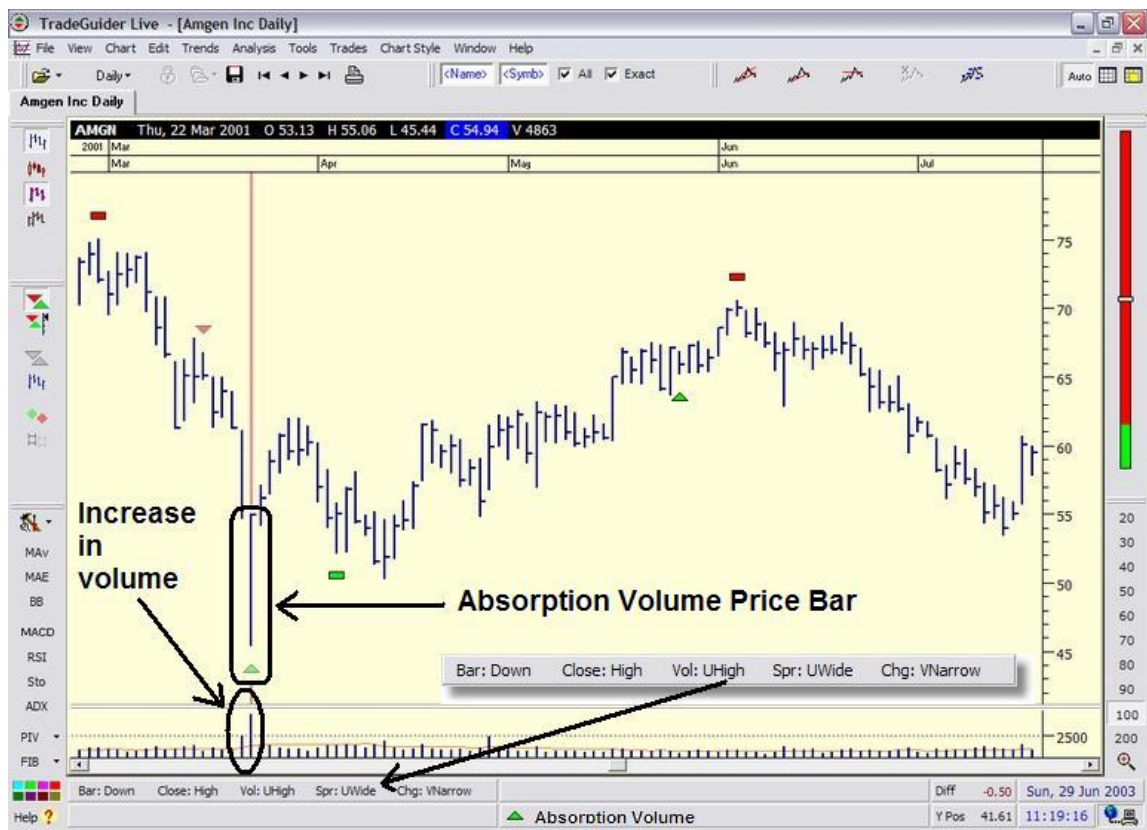 TradeGuider Live - [Amgen Inc Daily]
File View Chart Edit Trends Analysis Tools Trades Chart Style Window Help
Daily <Name> <Symb> All Exact Auto
Amgen Inc Daily
AMGN Thu, 22 Mar 2001 O 53.13 H 55.06 L 45.44 C 54.94 V 4863
2001 Mar Jun
Mar Apr May Jun Jul
75
70
65
60
55
50
45
2500
Increase
in
volume
Absorption Volume Price Bar
Bar: Down Close: High Vol: UHigh Spr: UWide Chg: VNarrow
MAv
MAE
BB
MACD
RSI
Sto
ADX
PIV
FIB
20
30
40
50
60
70
80
90
100
200
Bar: Down Close: High Vol: UHigh Spr: UWide Chg: VNarrow Diff -0.50 Sun, 29 Jun 2003
Help ? Absorption Volume Y Pos 41.61 11:19:16